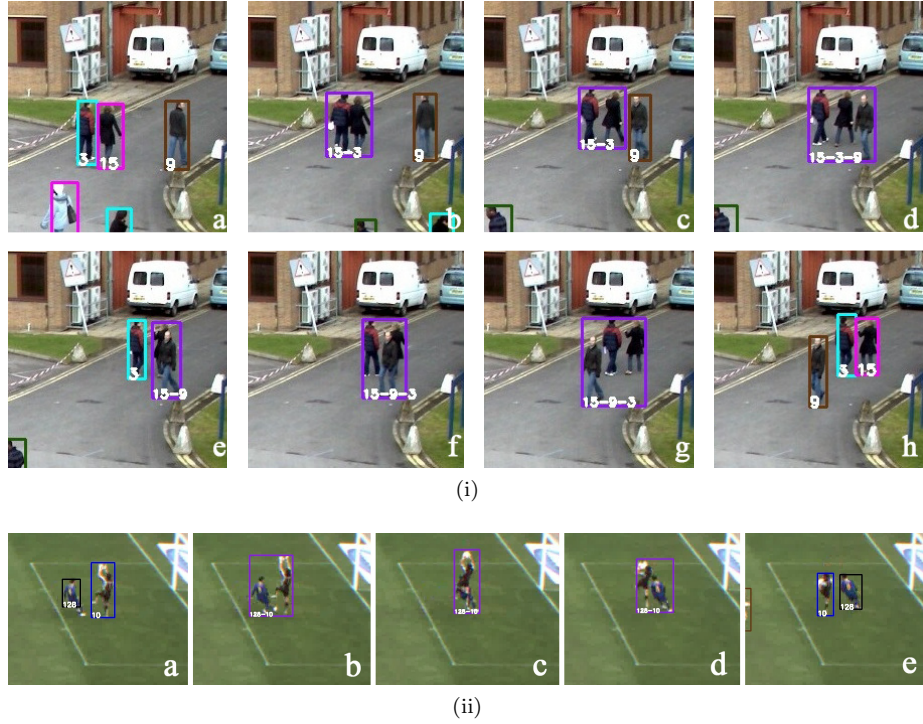 3 15 9 a
15-3 9 b
15-3 9 c
15-3-9 d
3 15-9 e
15-9-3 f
15-9-3 g
9 3 15 h
(i)
128 10 a
128-10 b
128-10 c
128-10 d
10 128 e
(ii)